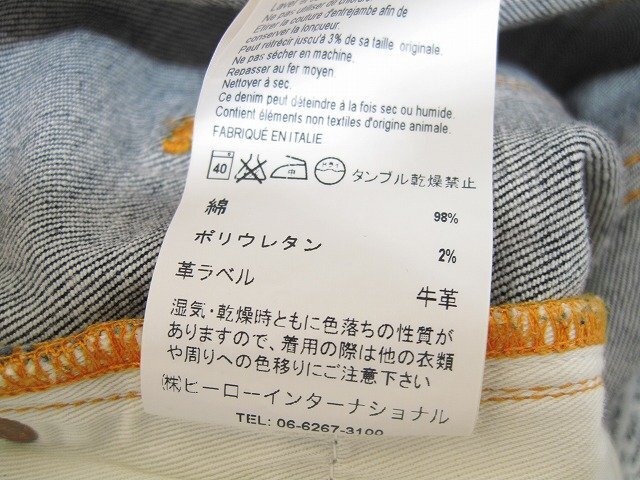 Ne pas utiliser de chlore
Etirer la couture d'entrejambe afin de
conserver la longueur.
Peut rétrécir jusqu'à 3% de sa taille originale.
Ne pas sécher en machine.
Repasser au fer moyen.
Nettoyer à sec.
Ce denim peut déteindre à la fois sec ou humide.
Contient éléments non textiles d'origine animale.
FABRIQUÉ EN ITALIE
40 中 タンブル乾燥禁止
綿 98%
ポリウレタン 2%
革ラベル 牛革
湿気・乾燥時ともに色落ちの性質が
ありますので、着用の際は他の衣類
や周りへの色移りにご注意下さい
㈱ヒーローインターナショナル
TEL: 06-6267-3100